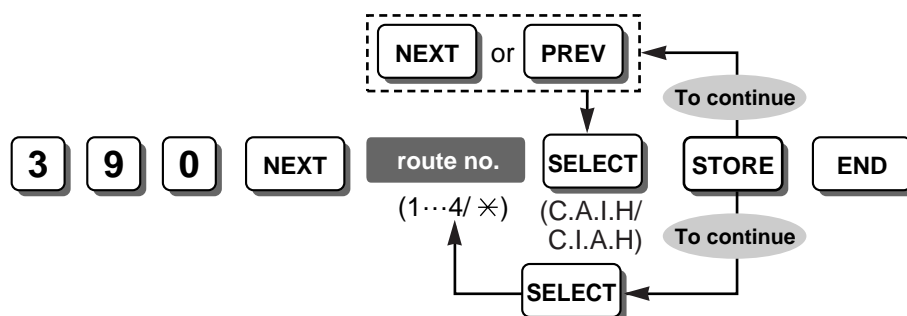 NEXT or PREV
To continue
3 9 0 NEXT route no. SELECT STORE END
(1···4/ ✳) (C.A.I.H/
C.I.A.H)
To continue
SELECT